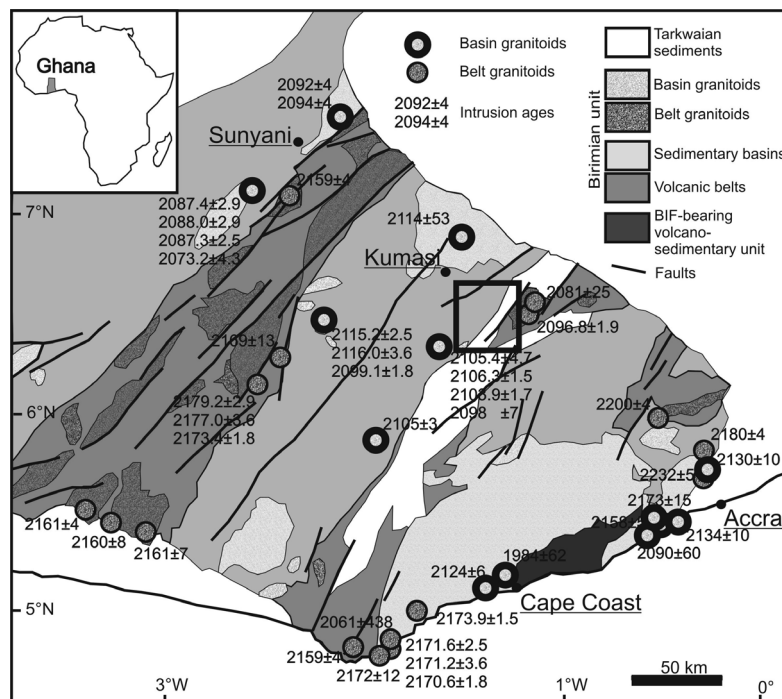 Ghana
Basin granitoids
Belt granitoids
2092±4
2094±4
Intrusion ages
Tarkwaian
sediments
Birimian unit
Basin granitoids
Belt granitoids
Sedimentary basins
Volcanic belts
BIF-bearing
volcano-
sedimentary unit
Faults
2092±4
2094±4
Sunyani
2159±4
7°N
2087.4±2.9
2088.0±2.9
2087.3±2.5
2073.2±4.3
2114±53
Kumasi
2081±25
2096.8±1.9
2115.2±2.5
2116.0±3.6
2099.1±1.8
2105.4±4.7
2106.3±1.5
2103.9±1.7
2098 ±7
2179.2±2.9
2177.0±3.6
2173.4±1.8
6°N
2105±3
2200±4
2180±4
2130±10
2232±5
2173±15
Accra
2134±10
2090±60
2161±4
2160±8
2161±7
1984±62
2124±6
Cape Coast
5°N
2061±438
2173.9±1.5
2159±4
2172±12
2171.6±2.5
2171.2±3.6
2170.6±1.8
50 km
3°W
1°W
0°